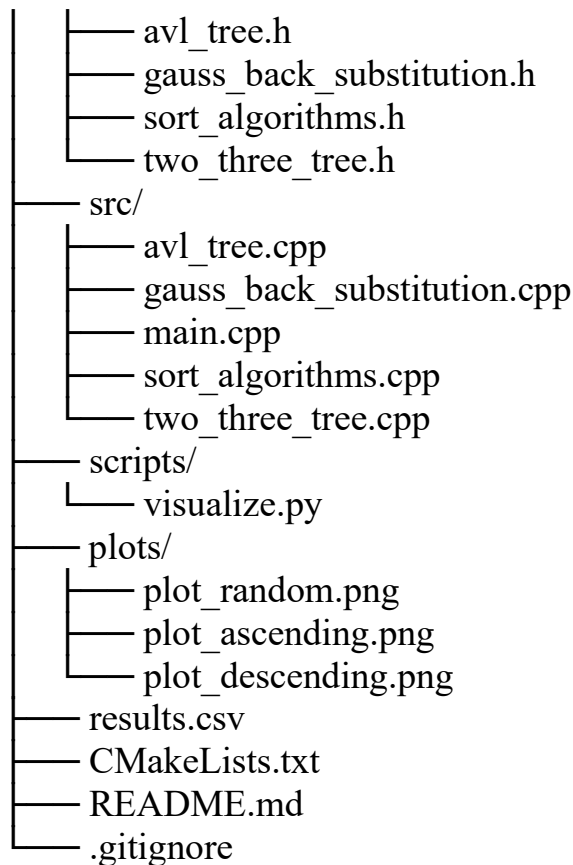 avl_tree.h
gauss_back_substitution.h
sort_algorithms.h
two_three_tree.h
src/
avl_tree.cpp
gauss_back_substitution.cpp
main.cpp
sort_algorithms.cpp
two_three_tree.cpp
scripts/
visualize.py
plots/
plot_random.png
plot_ascending.png
plot_descending.png
results.csv
CMakeLists.txt
README.md
.gitignore